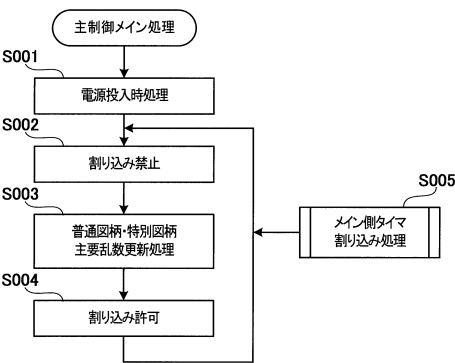 主制御メイン処理
S001
電源投入時処理
S002
割り込み禁止
S003
普通図柄・特別図柄
主要乱数更新処理
S004
割り込み許可
S005
メイン側タイマ
割り込み処理